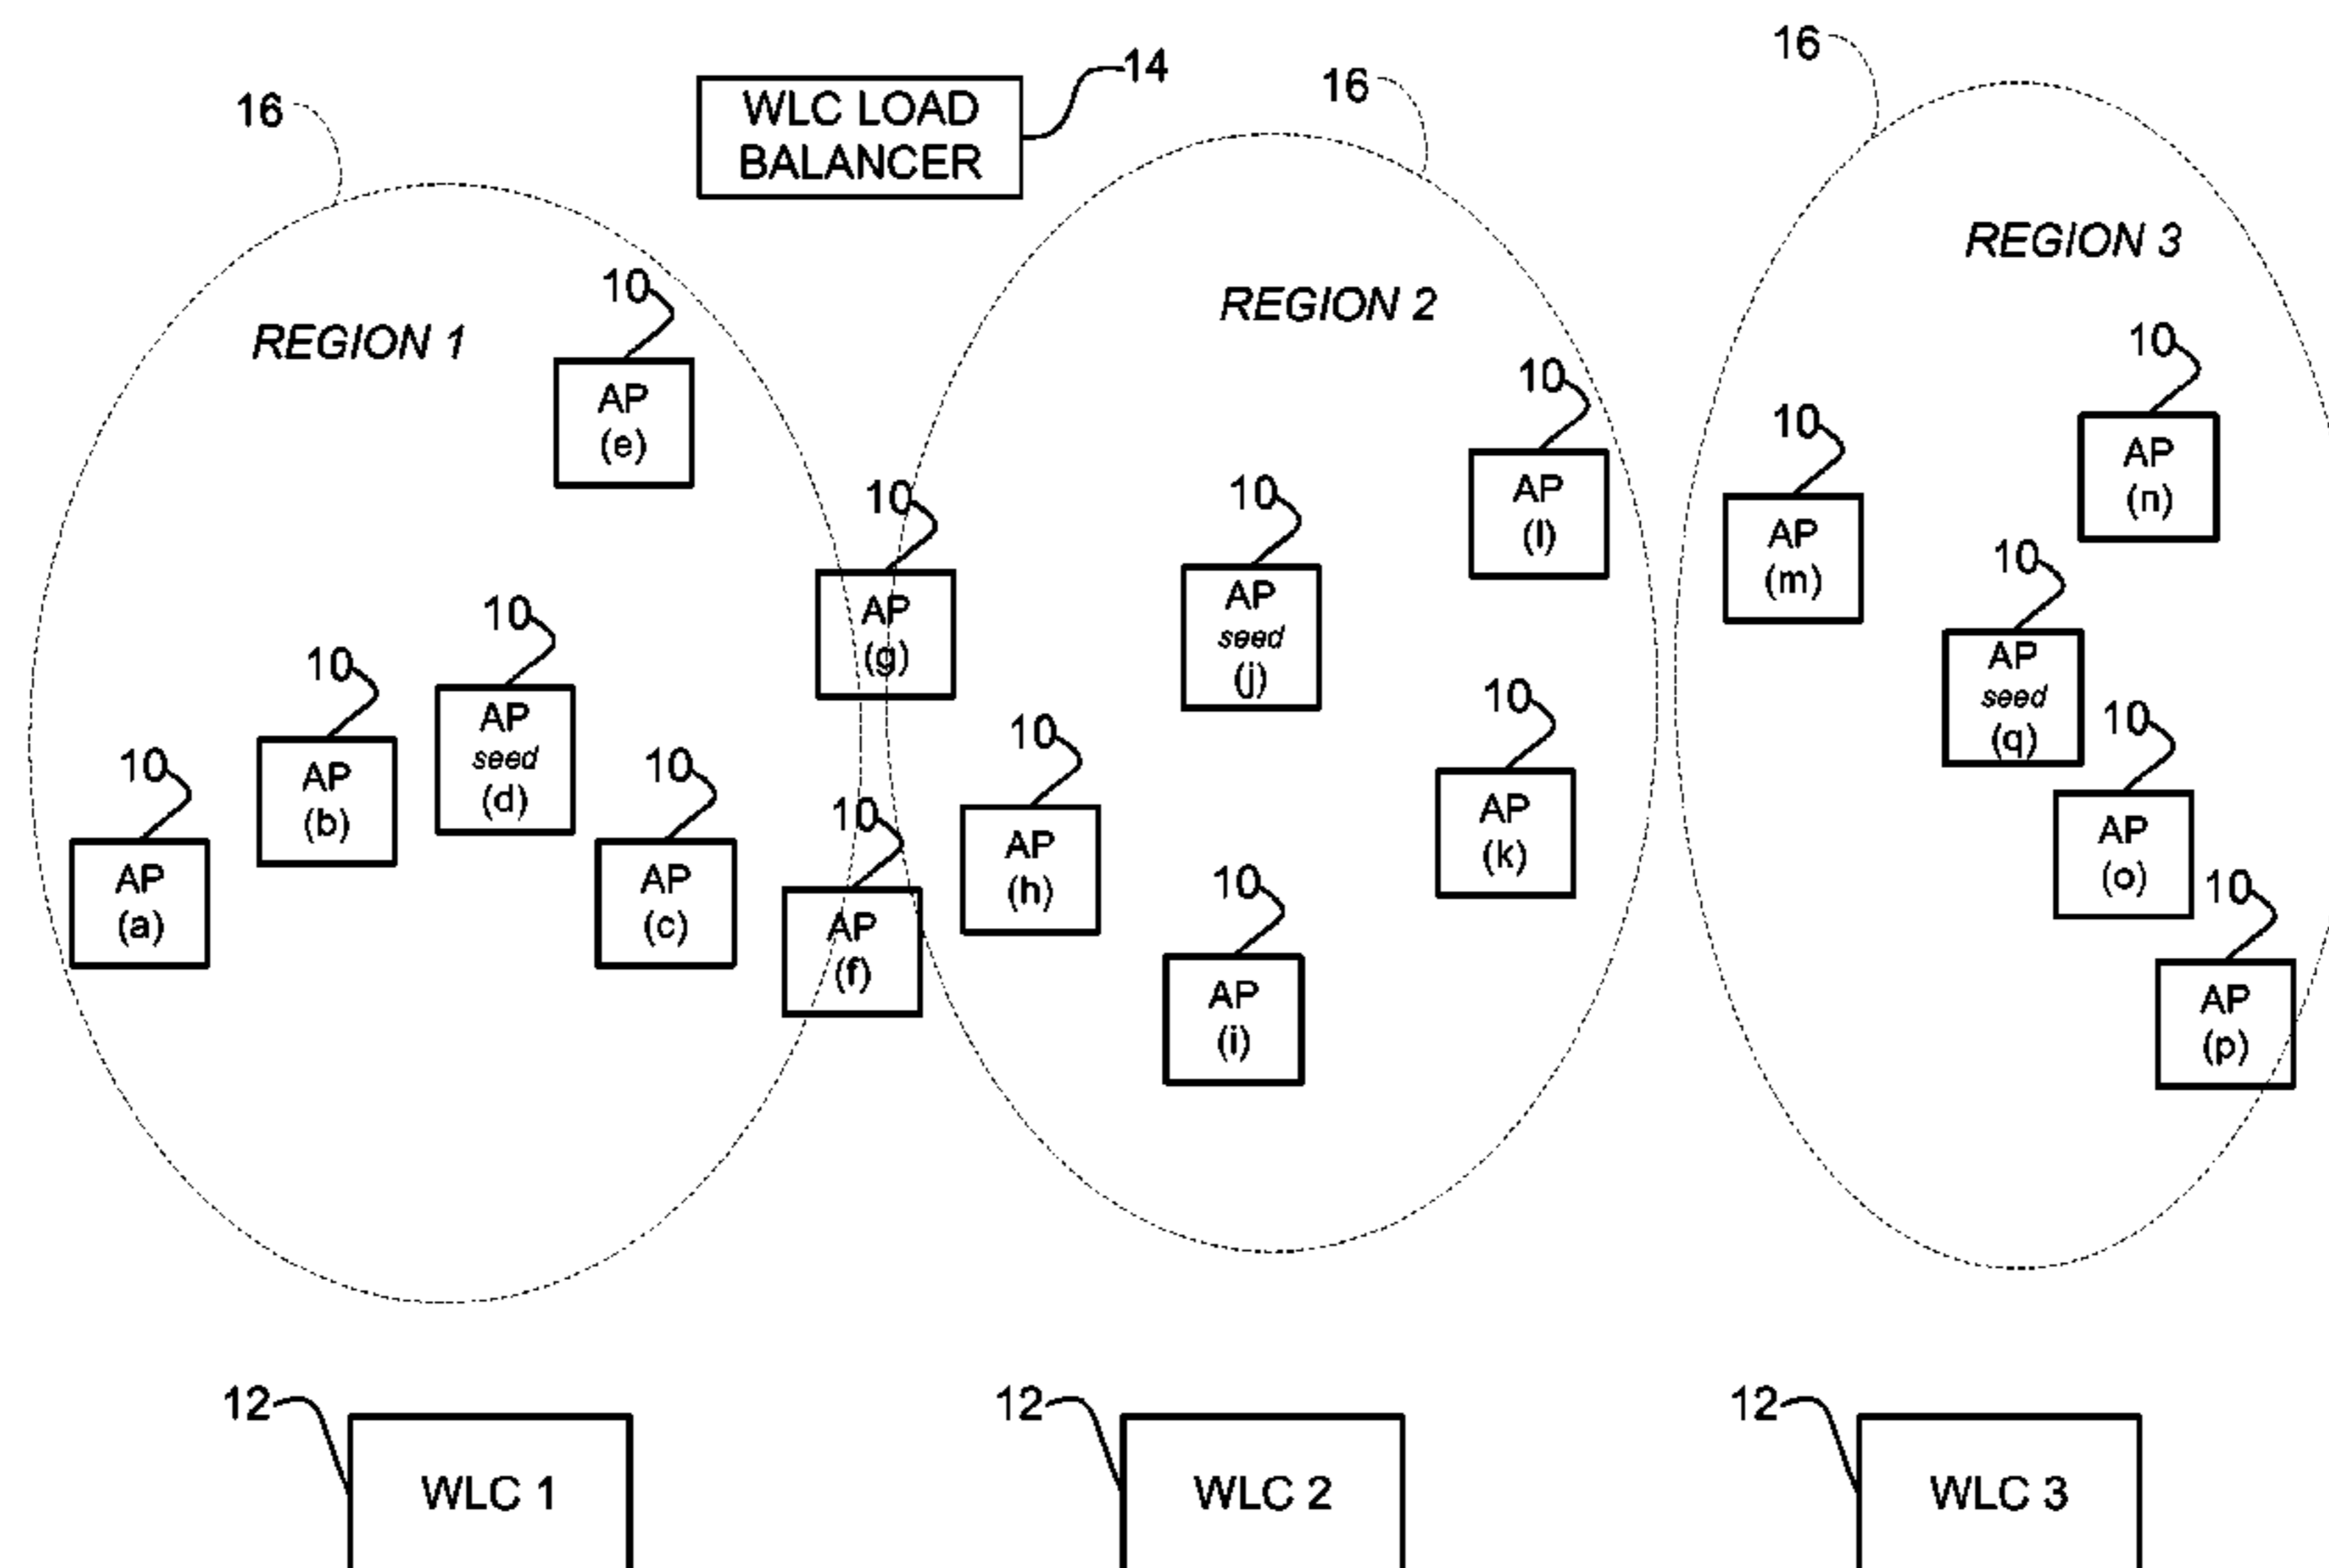 16
14
16
16
WLC LOAD
BALANCER
REGION 3
10
REGION 2
REGION 1
10
10
AP
(e)
10
AP
(n)
10
AP
(l)
10
10
AP
(m)
10
AP
(g)
AP
seed
(j)
10
10
AP
seed
(q)
10
AP
seed
(d)
10
10
AP
(b)
10
10
10
AP
(a)
AP
(c)
10
AP
(f)
AP
(h)
AP
(k)
AP
(o)
10
10
AP
(i)
AP
(p)
12
12
12
WLC 1
WLC 2
WLC 3